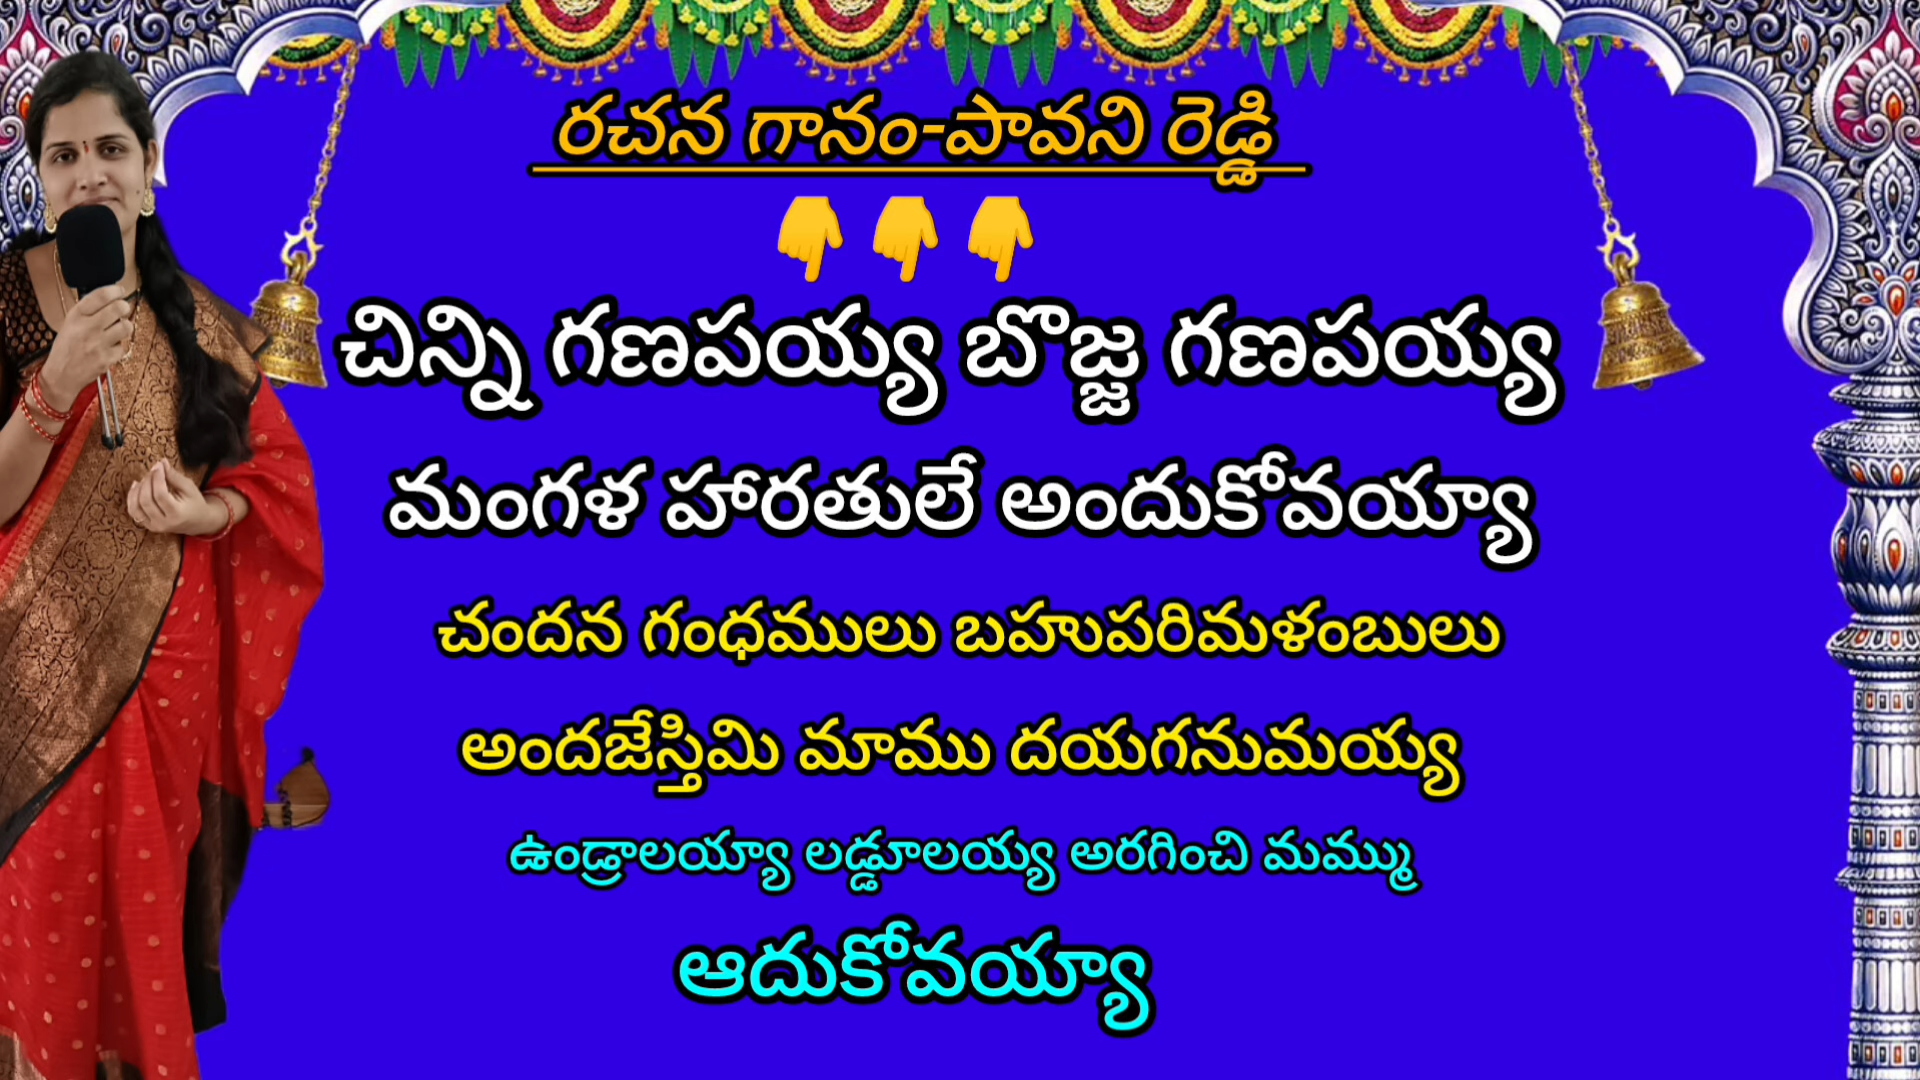 రచన గానం-పావని రెడ్డి
👇👇👇
చిన్ని గణపయ్య బొజ్జ గణపయ్య
మంగళ హారతులే అందుకోవయ్యా
చందన గంధములు బహుపరిమళంబులు
అందజేస్తిమి మాము దయగనుమయ్య
ఉండ్రాలయ్యా లడ్డూలయ్య అరగించి మమ్ము
ఆదుకోవయ్యా